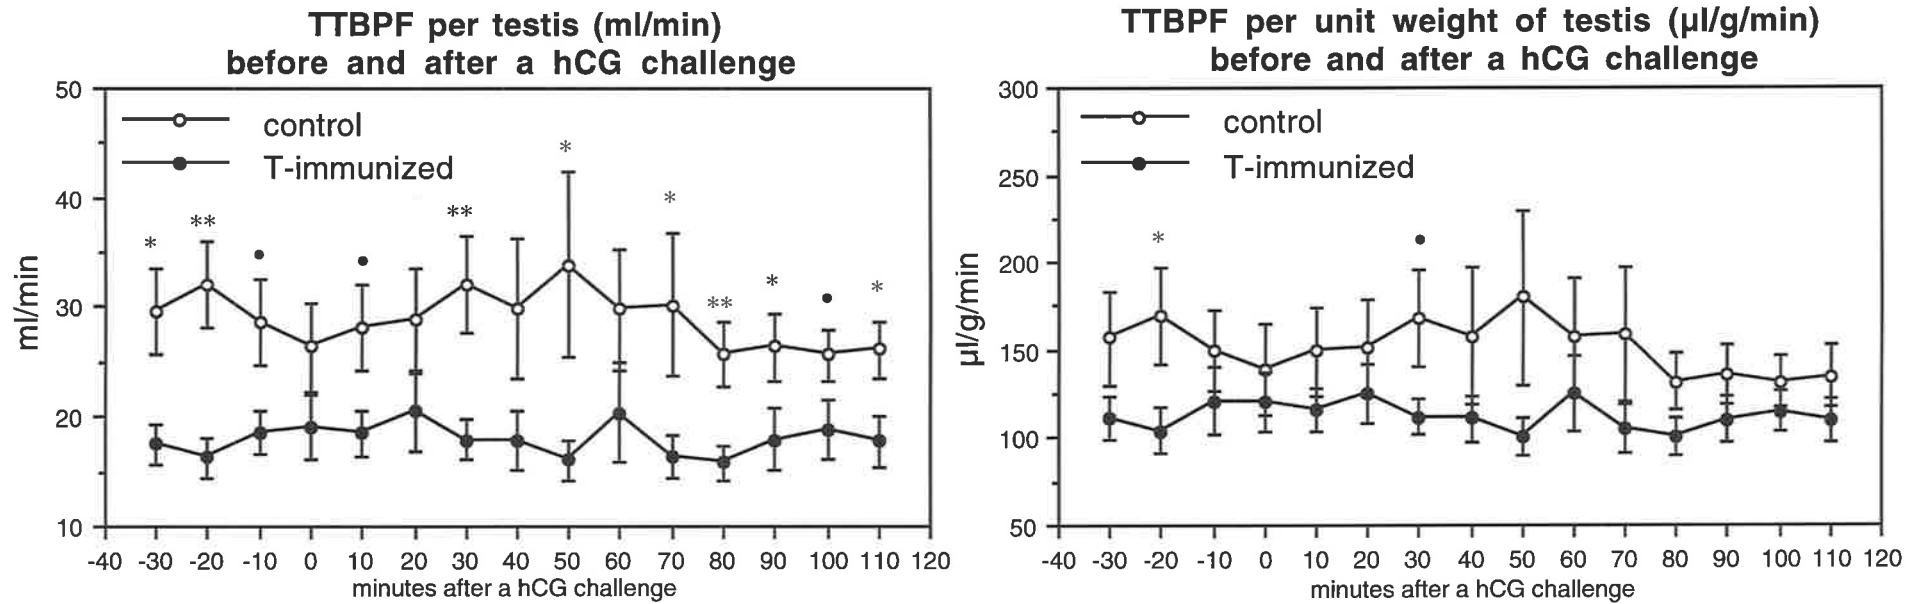 TTBPF per testis (ml/min)
before and after a hCG challenge
50
40
30
20
10
ml/min
control
T-immunized
*
**
•
•
**
*
*
**
*
•
*
-40 -30 -20 -10 0 10 20 30 40 50 60 70 80 90 100 110 120
minutes after a hCG challenge
TTBPF per unit weight of testis (µl/g/min)
before and after a hCG challenge
300
250
200
150
100
50
µl/g/min
control
T-immunized
*
•
-40 -30 -20 -10 0 10 20 30 40 50 60 70 80 90 100 110 120
minutes after a hCG challenge